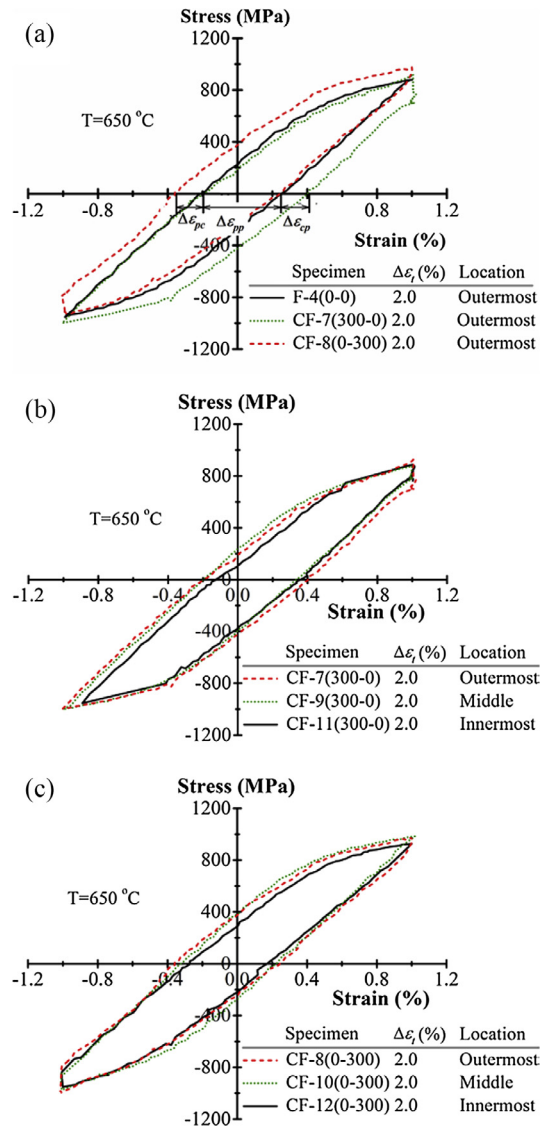 (a)
Stress (MPa)
1200
800
400
0
-400
-800
-1200
T=650 °C
-0.8
-0.4
0.0
0.8
1.2
Δεpc
Δεpp
Δεcp
Strain (%)
Specimen Δεt (%) Location
F-4(0-0) 2.0 Outermost
CF-7(300-0) 2.0 Outermost
CF-8(0-300) 2.0 Outermost
(b)
Stress (MPa)
1200
800
400
0
-400
-800
-1200
T=650 °C
-1.2 -0.8 -0.4 0.0 0.4 0.8 1.2
Strain (%)
Specimen Δεt (%) Location
CF-7(300-0) 2.0 Outermost
CF-9(300-0) 2.0 Middle
CF-11(300-0) 2.0 Innermost
(c)
Stress (MPa)
1200
800
400
0
-400
-800
-1200
T=650 °C
-1.2 -0.8 -0.4 0.0 0.4 0.8 1.2
Strain (%)
Specimen Δεt (%) Location
CF-8(0-300) 2.0 Outermost
CF-10(0-300) 2.0 Middle
CF-12(0-300) 2.0 Innermost